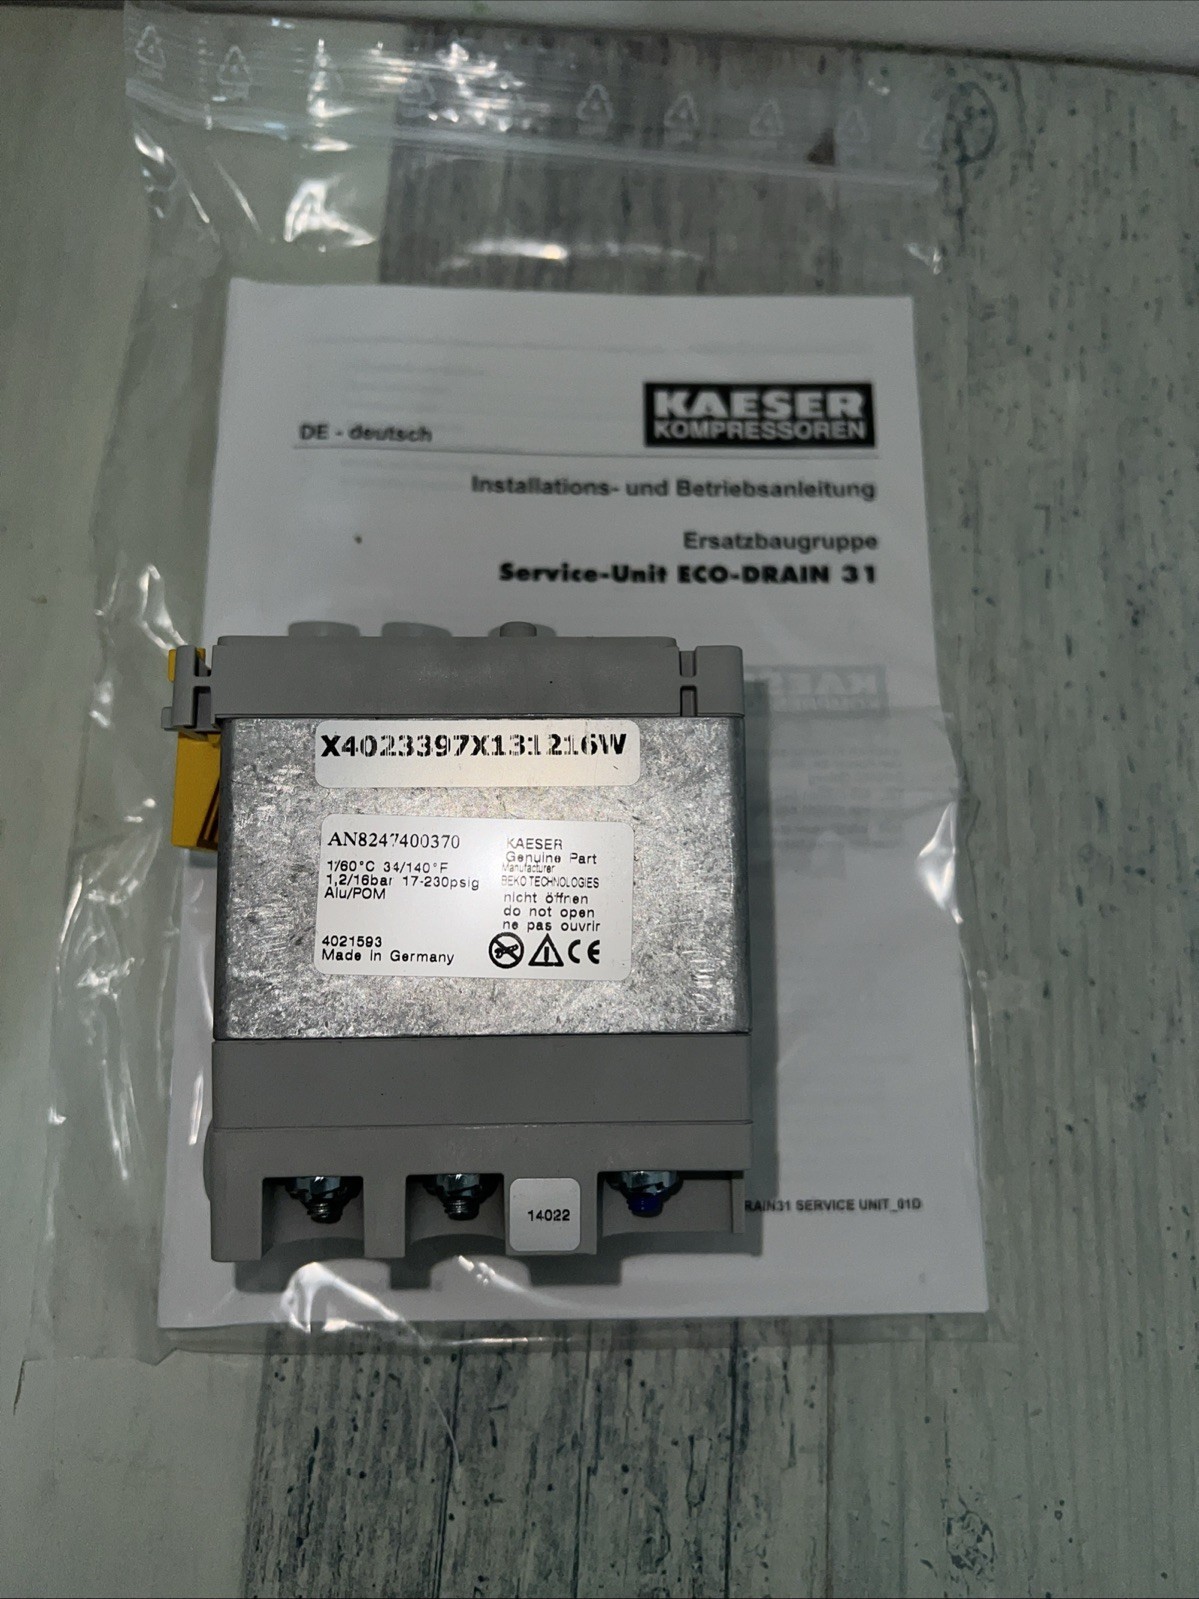 DE - deutsch
KAESER
KOMPRESSOREN
Installations- und Betriebsanleitung
Ersatzbaugruppe
Service-Unit ECO-DRAIN 31
X4023397X131216W
AN8247400370
1/60°C 34/140°F
1,2/16bar 17-230psig
Alu/POM
4021593
Made in Germany
KAESER
Genuine Part
Manufacturer
BEKO TECHNOLOGIES
nicht öffnen
do not open
ne pas ouvrir
CE
14022
RAIN31 SERVICE UNIT_01D